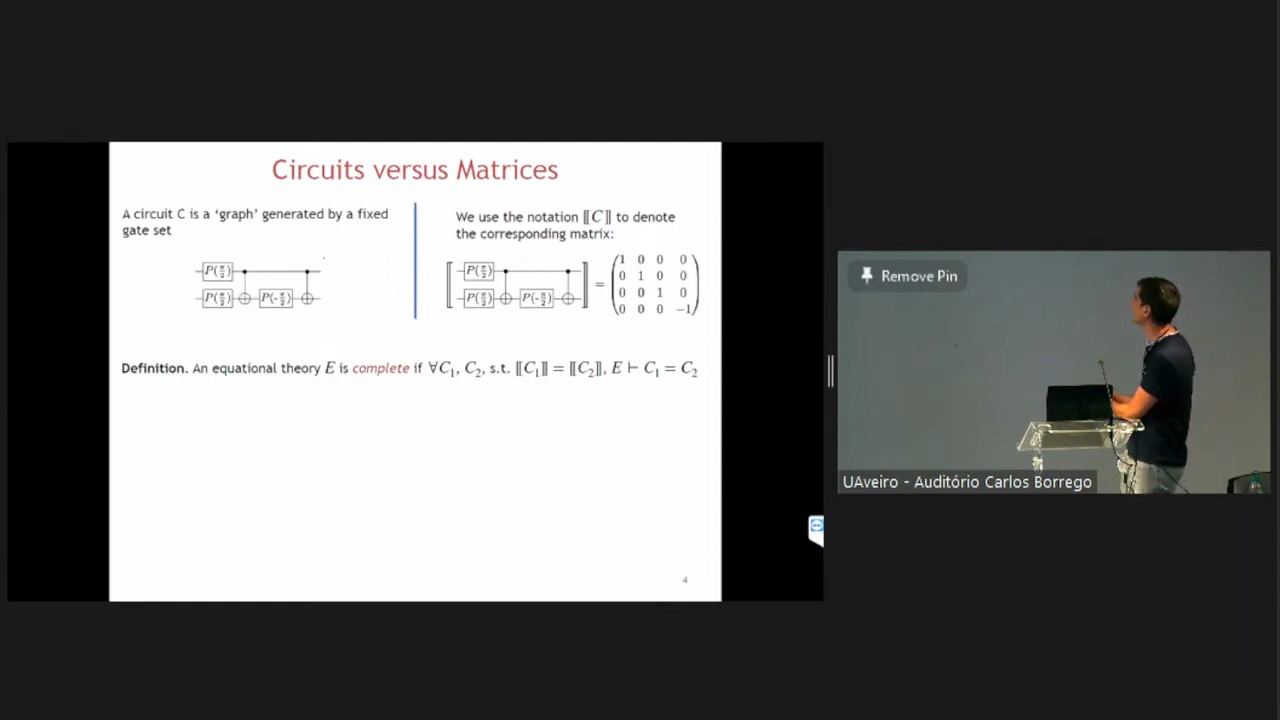 Circuits versus Matrices
A circuit C is a ‘graph’ generated by a fixed
gate set
P(π/2)
P(π/2) P(-π/2)
We use the notation ⟦C⟧ to denote
the corresponding matrix:
P(π/2)
P(π/2) P(-π/2)
=
1 0 0 0
0 1 0 0
0 0 1 0
0 0 0 −1
Definition. An equational theory E is complete if ∀C₁, C₂, s.t. ⟦C₁⟧ = ⟦C₂⟧, E ⊢ C₁ = C₂
4
Remove Pin
UAveiro - Auditório Carlos Borrego